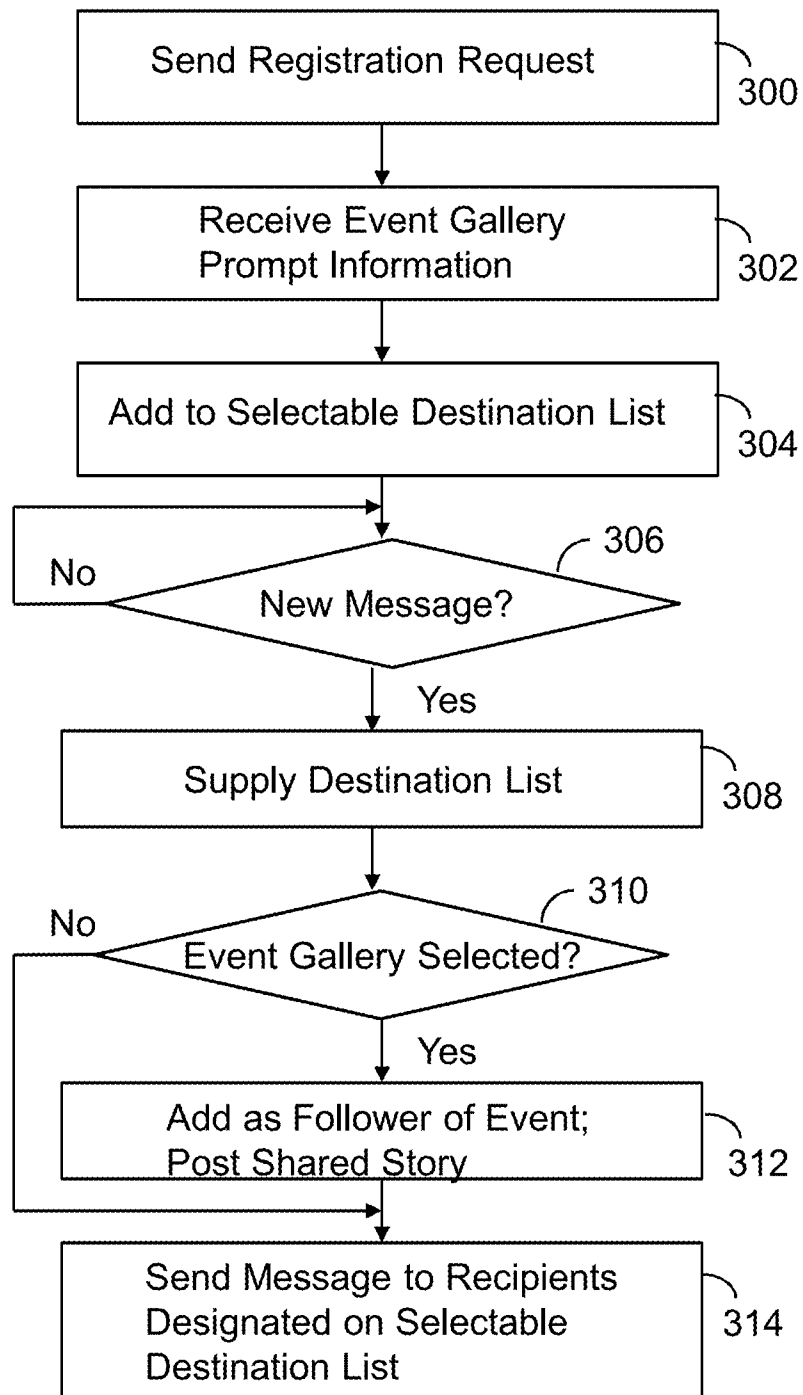 Send Registration Request
300
Receive Event Gallery
Prompt Information
302
Add to Selectable Destination List
304
306
No
New Message?
Yes
Supply Destination List
308
310
No
Event Gallery Selected?
Yes
Add as Follower of Event;
Post Shared Story
312
Send Message to Recipients
Designated on Selectable
Destination List
314